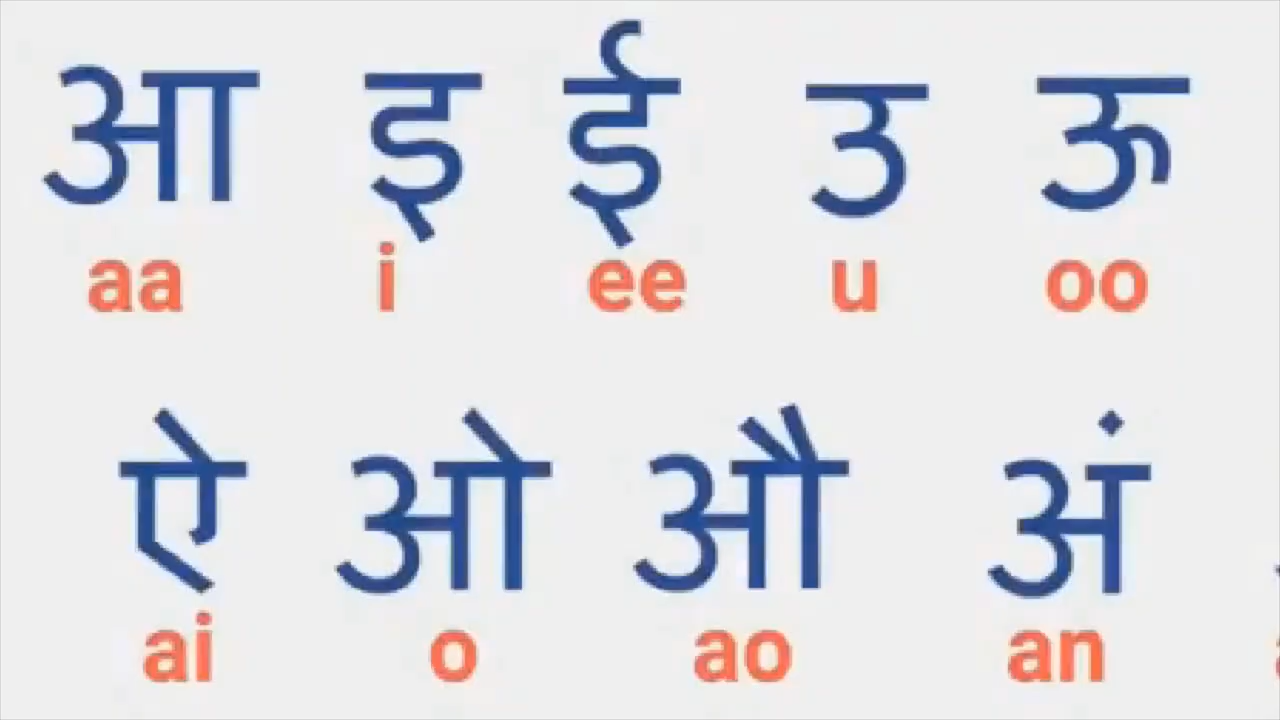 आ इ ई उ ऊ
aa i ee u oo
ऐ ओ औ अं
ai o ao an